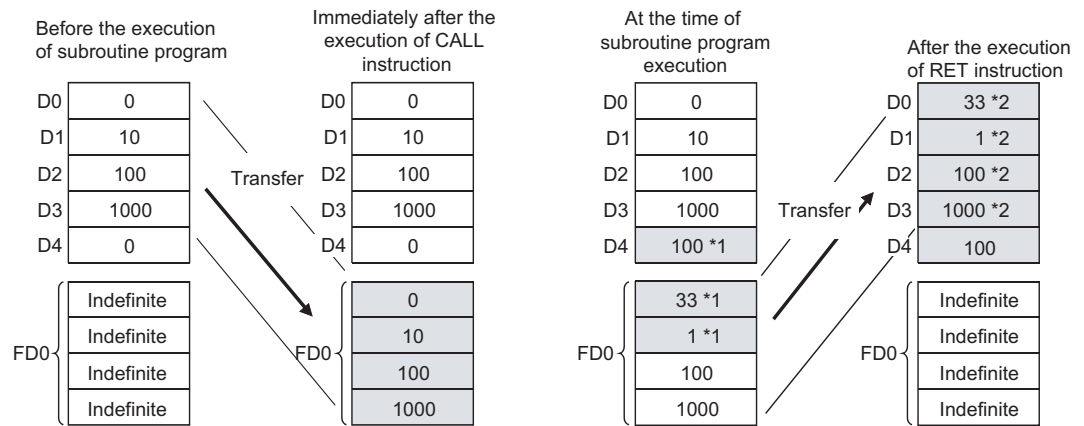 Before the execution
of subroutine program
D0 0
D1 10
D2 100
D3 1000
D4 0
FD0
Indefinite
Indefinite
Indefinite
Indefinite
Transfer
Immediately after the
execution of CALL
instruction
D0 0
D1 10
D2 100
D3 1000
D4 0
FD0
0
10
100
1000
At the time of
subroutine program
execution
D0 0
D1 10
D2 100
D3 1000
D4 100 *1
FD0
33 *1
1 *1
100
1000
Transfer
After the execution
of RET instruction
D0 33 *2
D1 1 *2
D2 100 *2
D3 1000 *2
D4 100
FD0
Indefinite
Indefinite
Indefinite
Indefinite